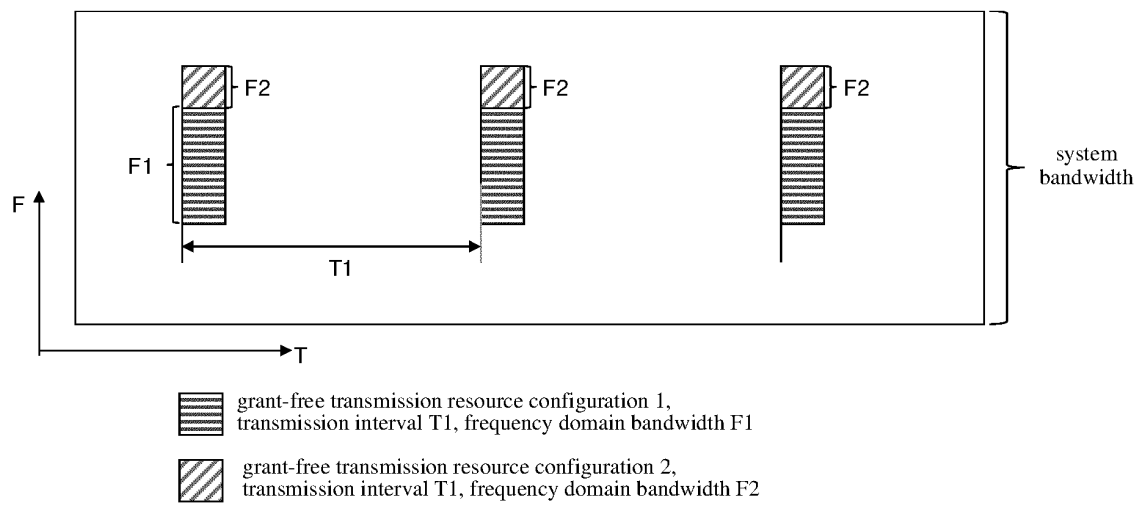 F2
F2
F2
F1
system
bandwidth
F
T1
T
grant-free transmission resource configuration 1,
transmission interval T1, frequency domain bandwidth F1
grant-free transmission resource configuration 2,
transmission interval T1, frequency domain bandwidth F2